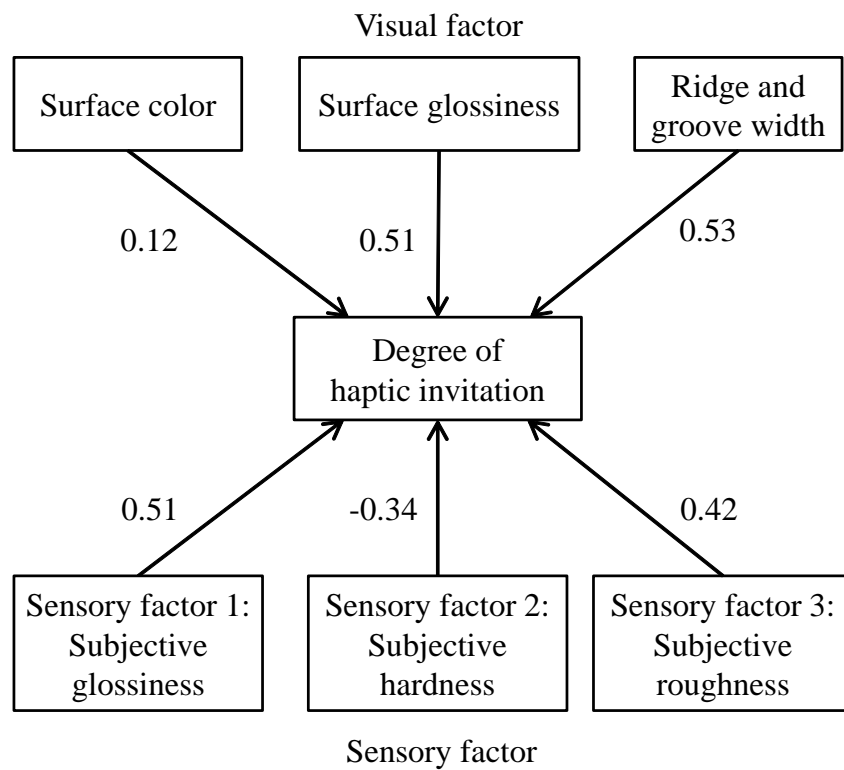 Visual factor
Surface color
Surface glossiness
Ridge and
groove width
0.12
0.51
0.53
Degree of
haptic invitation
0.51
-0.34
0.42
Sensory factor 1:
Subjective
glossiness
Sensory factor 2:
Subjective
hardness
Sensory factor 3:
Subjective
roughness
Sensory factor